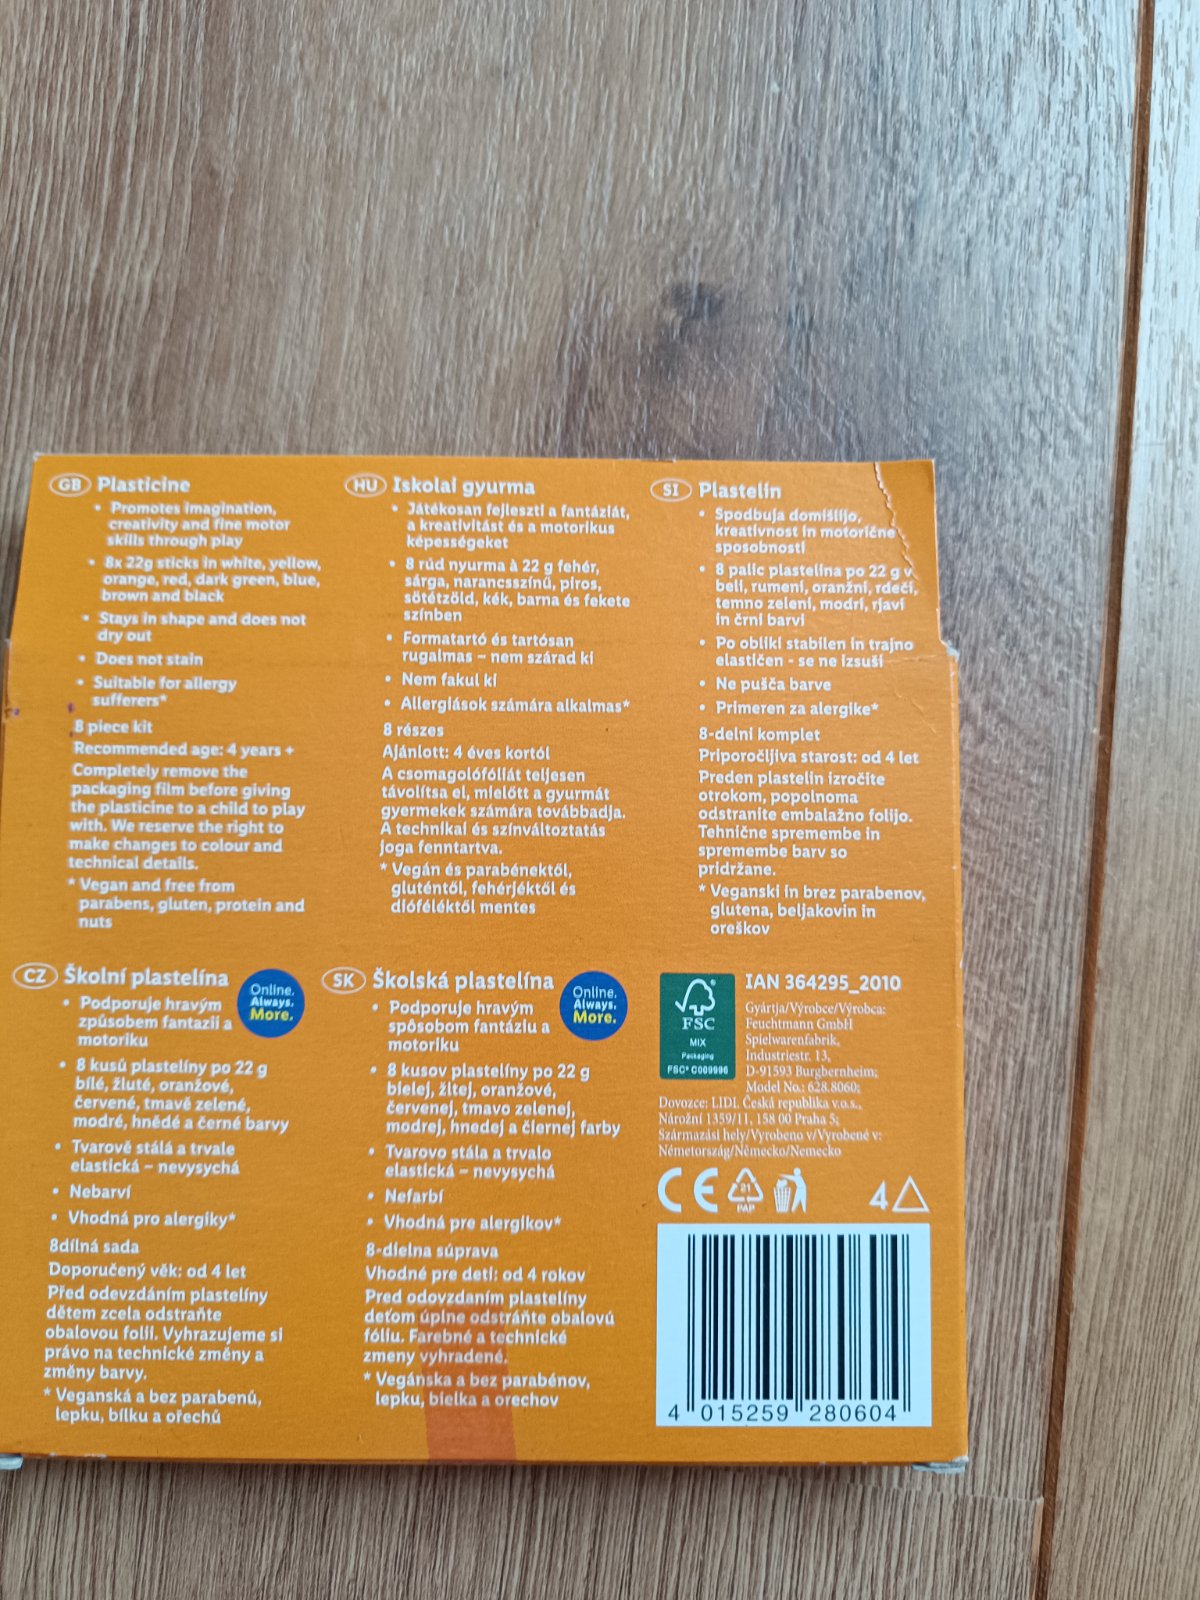 GB Plasticine
• Promotes imagination,
creativity and fine motor
skills through play
• 8x 22g sticks in white, yellow,
orange, red, dark green, blue,
brown and black
• Stays in shape and does not
dry out
• Does not stain
• Suitable for allergy
sufferers*
8 piece kit
Recommended age: 4 years +
Completely remove the
packaging film before giving
the plasticine to a child to play
with. We reserve the right to
make changes to colour and
technical details.
* Vegan and free from
parabens, gluten, protein and
nuts
HU Iskolai gyurma
• Játékosan fejleszti a fantáziát,
a kreativitást és a motorikus
képességeket
• 8 rúd nyurma à 22 g fehér,
sárga, narancsszínű, piros,
sötétzöld, kék, barna és fekete
színben
• Formatartó és tartósan
rugalmas – nem szárad ki
• Nem fakul ki
• Allergiások számára alkalmas*
8 részes
Ajánlott: 4 éves kortól
A csomagolófóliát teljesen
távolítsa el, mielőtt a gyurmát
gyermekek számára továbbadja.
A technikai és színváltoztatás
joga fenntartva.
* Vegán és parabénektől,
gluténtól, fehérjéktől és
dióféléktől mentes
SI Plastelin
• Spodbuja domišlijo,
kreativnost in motorične
sposobnosti
• 8 palic plastelina po 22 g v
beli, rumeni, oranžni, rdeči,
temno zeleni, modri, rjavi
in črni barvi
• Po obliki stabilen in trajno
elastičen - se ne izsuši
• Ne pušča barve
• Primeren za alergike*
8-delni komplet
Priporočljiva starost: od 4 let
Preden plastelin izročite
otrokom, popolnoma
odstranite embalažno folijo.
Tehnične spremembe in
spremembe barv so
pridržane.
* Veganski in brez parabenov,
glutena, beljakovin in
oreškov
CZ Školní plastelína
Online.
Always.
More.
• Podporuje hravým
způsobem fantazii a
motoriku
• 8 kusů plastelíny po 22 g
bílé, žluté, oranžové,
červené, tmavě zelené,
modré, hnědé a černé barvy
• Tvarově stálá a trvale
elastická – nevysychá
• Nebarví
• Vhodná pro alergiky*
8dílná sada
Doporučený věk: od 4 let
Před odevzdáním plastelíny
dětem zcela odstraňte
obalovou folii. Vyhrazujeme si
právo na technické změny a
změny barvy.
* Veganská a bez parabenů,
lepku, bílku a ořechů
SK Školská plastelína
Online.
Always.
More.
• Podporuje hravým
spôsobom fantáziu a
motoriku
• 8 kusov plastelíny po 22 g
bielej, žltej, oranžové,
červenej, tmavo zelenej,
modrej, hnedej a čiernej farby
• Tvarovo stála a trvalo
elastická – nevysychá
• Nefarbí
• Vhodná pre alergikov*
8-dielna súprava
Vhodné pre deti: od 4 rokov
Pred odovzdaním plastelíny
deťom úplne odstráňte obalovú
fóliu. Farebné a technické
zmeny vyhradené.
* Vegánska a bez parabénov,
lepku, bielka a orechov
FSC
MIX
Packaging
FSC® C009996
IAN 364295_2010
Gyártja/Výrobce/Výrobca:
Feuchtmann GmbH
Spielwarenfabrik,
Industriestr. 13,
D-91593 Burgbernheim;
Model No.: 628.8060;
Dovozce: LIDL Česká republika v.o.s.,
Nárožní 1359/11, 158 00 Praha 5;
Származási hely/Vyrobeno v/Vyrobené v:
Németország/Německo/Nemecko
CE 21 PAP 4
4 015259 280604